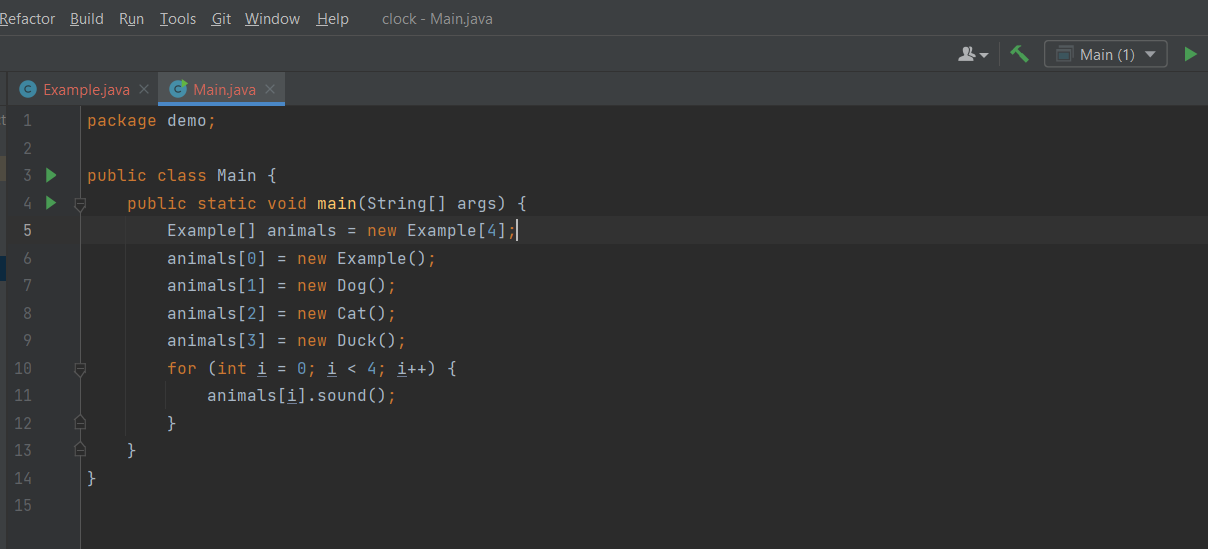 Refactor Build Run Tools Git Window Help clock - Main.java
Main (1)
Example.java Main.java
1 package demo;
2
3 public class Main {
4 public static void main(String[] args) {
5 Example[] animals = new Example[4];
6 animals[0] = new Example();
7 animals[1] = new Dog();
8 animals[2] = new Cat();
9 animals[3] = new Duck();
10 for (int i = 0; i < 4; i++) {
11 animals[i].sound();
12 }
13 }
14 }
15